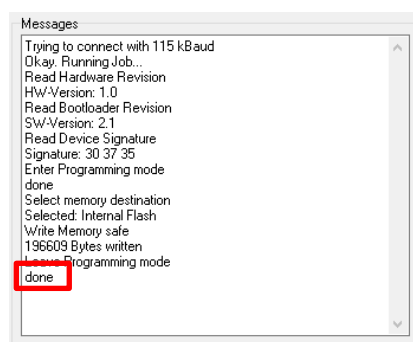 Messages
Trying to connect with 115 kBaud
Okay. Running Job...
Read Hardware Revision
HW-Version: 1.0
Read Bootloader Revision
SW-Version: 2.1
Read Device Signature
Signature: 30 37 35
Enter Programming mode
done
Select memory destination
Selected: Internal Flash
Write Memory safe
196609 Bytes written
Leave Programming mode
done